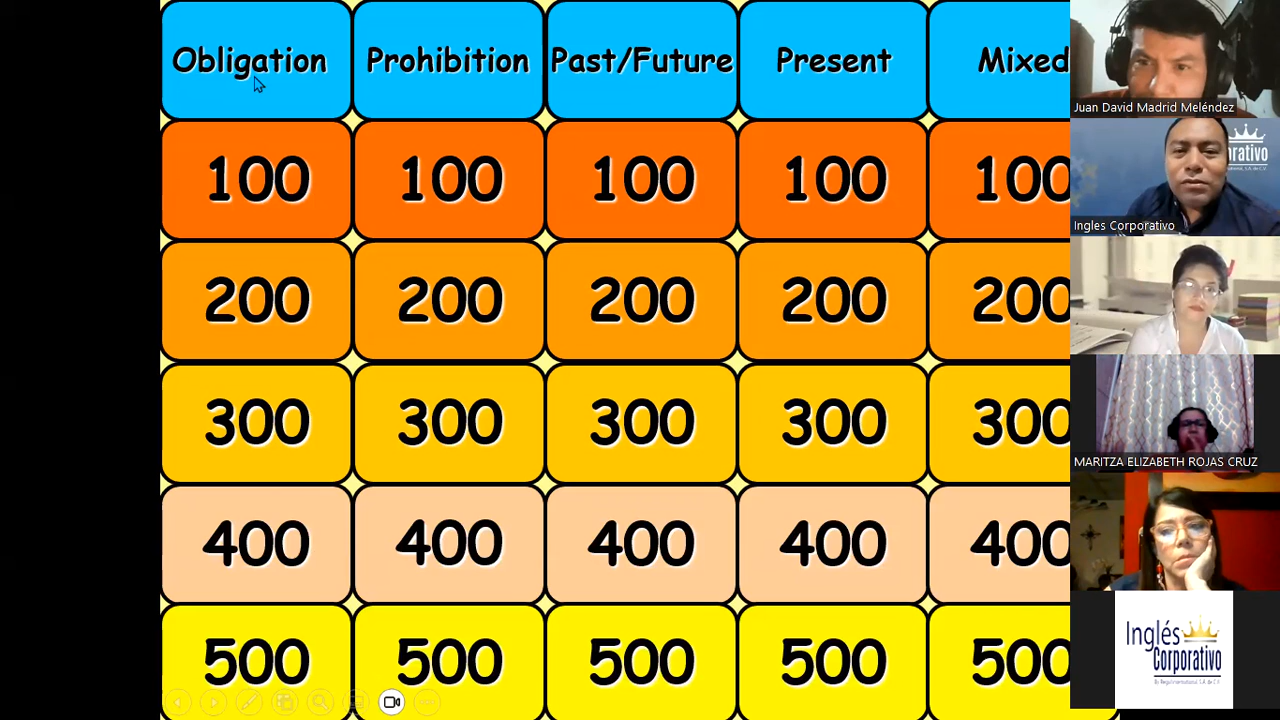 Obligation Prohibition Past/Future Present Mixed
100 100 100 100 100
200 200 200 200 200
300 300 300 300 300
400 400 400 400 400
500 500 500 500 500
Juan David Madrid Meléndez
rativo
Ingles Corporativo
MARITZA ELIZABETH ROJAS CRUZ
Inglés
Corporativo